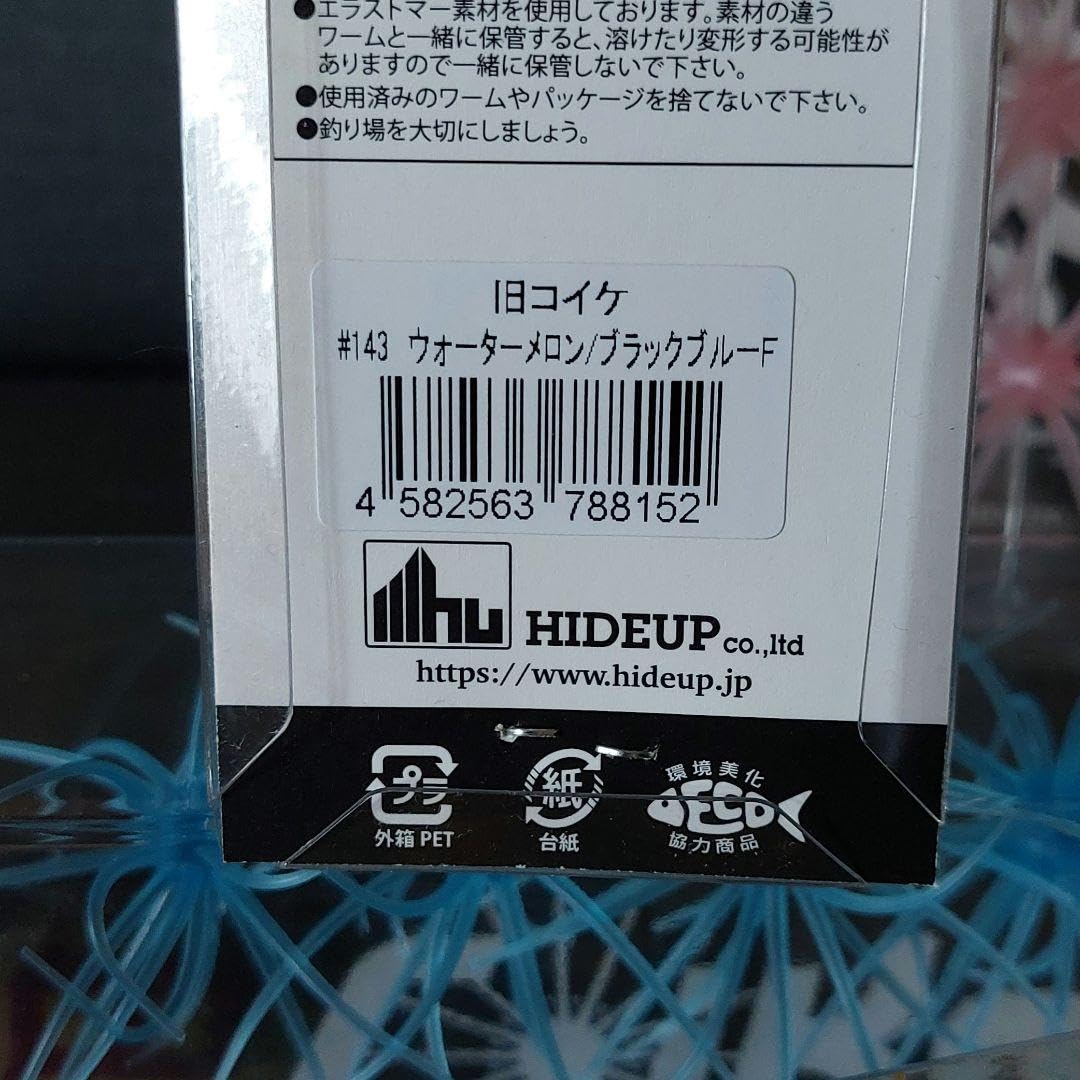 ●エラストマー素材を使用しております。素材の違う
ワームと一緒に保管すると、溶けたり変形する可能性が
ありますので一緒に保管しないで下さい。
●使用済みのワームやパッケージを捨てないで下さい。
●釣り場を大切にしましょう。
旧コイケ
#143 ウォーターメロン/ブラックブルーF
4 582563 788152
hu HIDEUP co.,ltd
https://www.hideup.jp
プラ
外箱 PET
紙
台紙
環境美化
ECO
協力商品